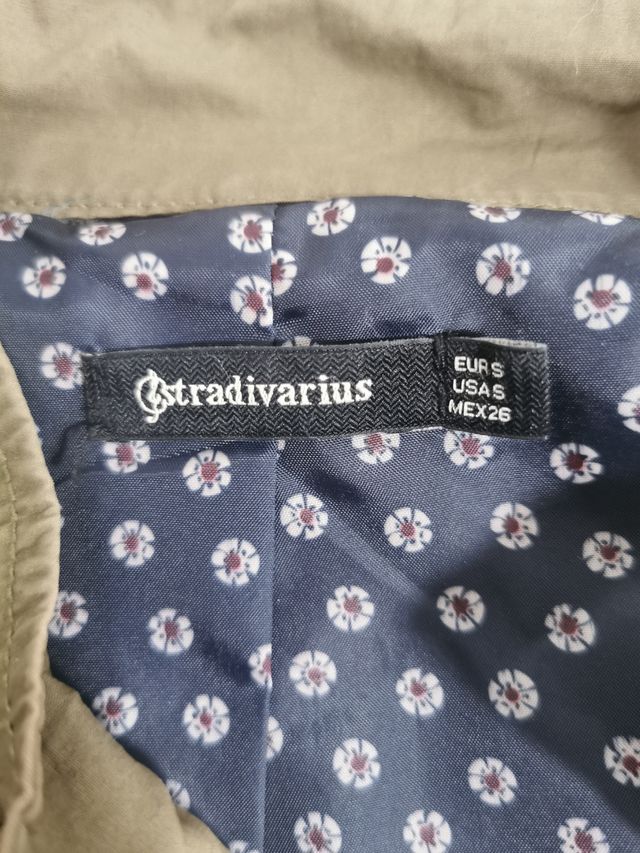 stradivarius
EUR S
USA S
MEX 26